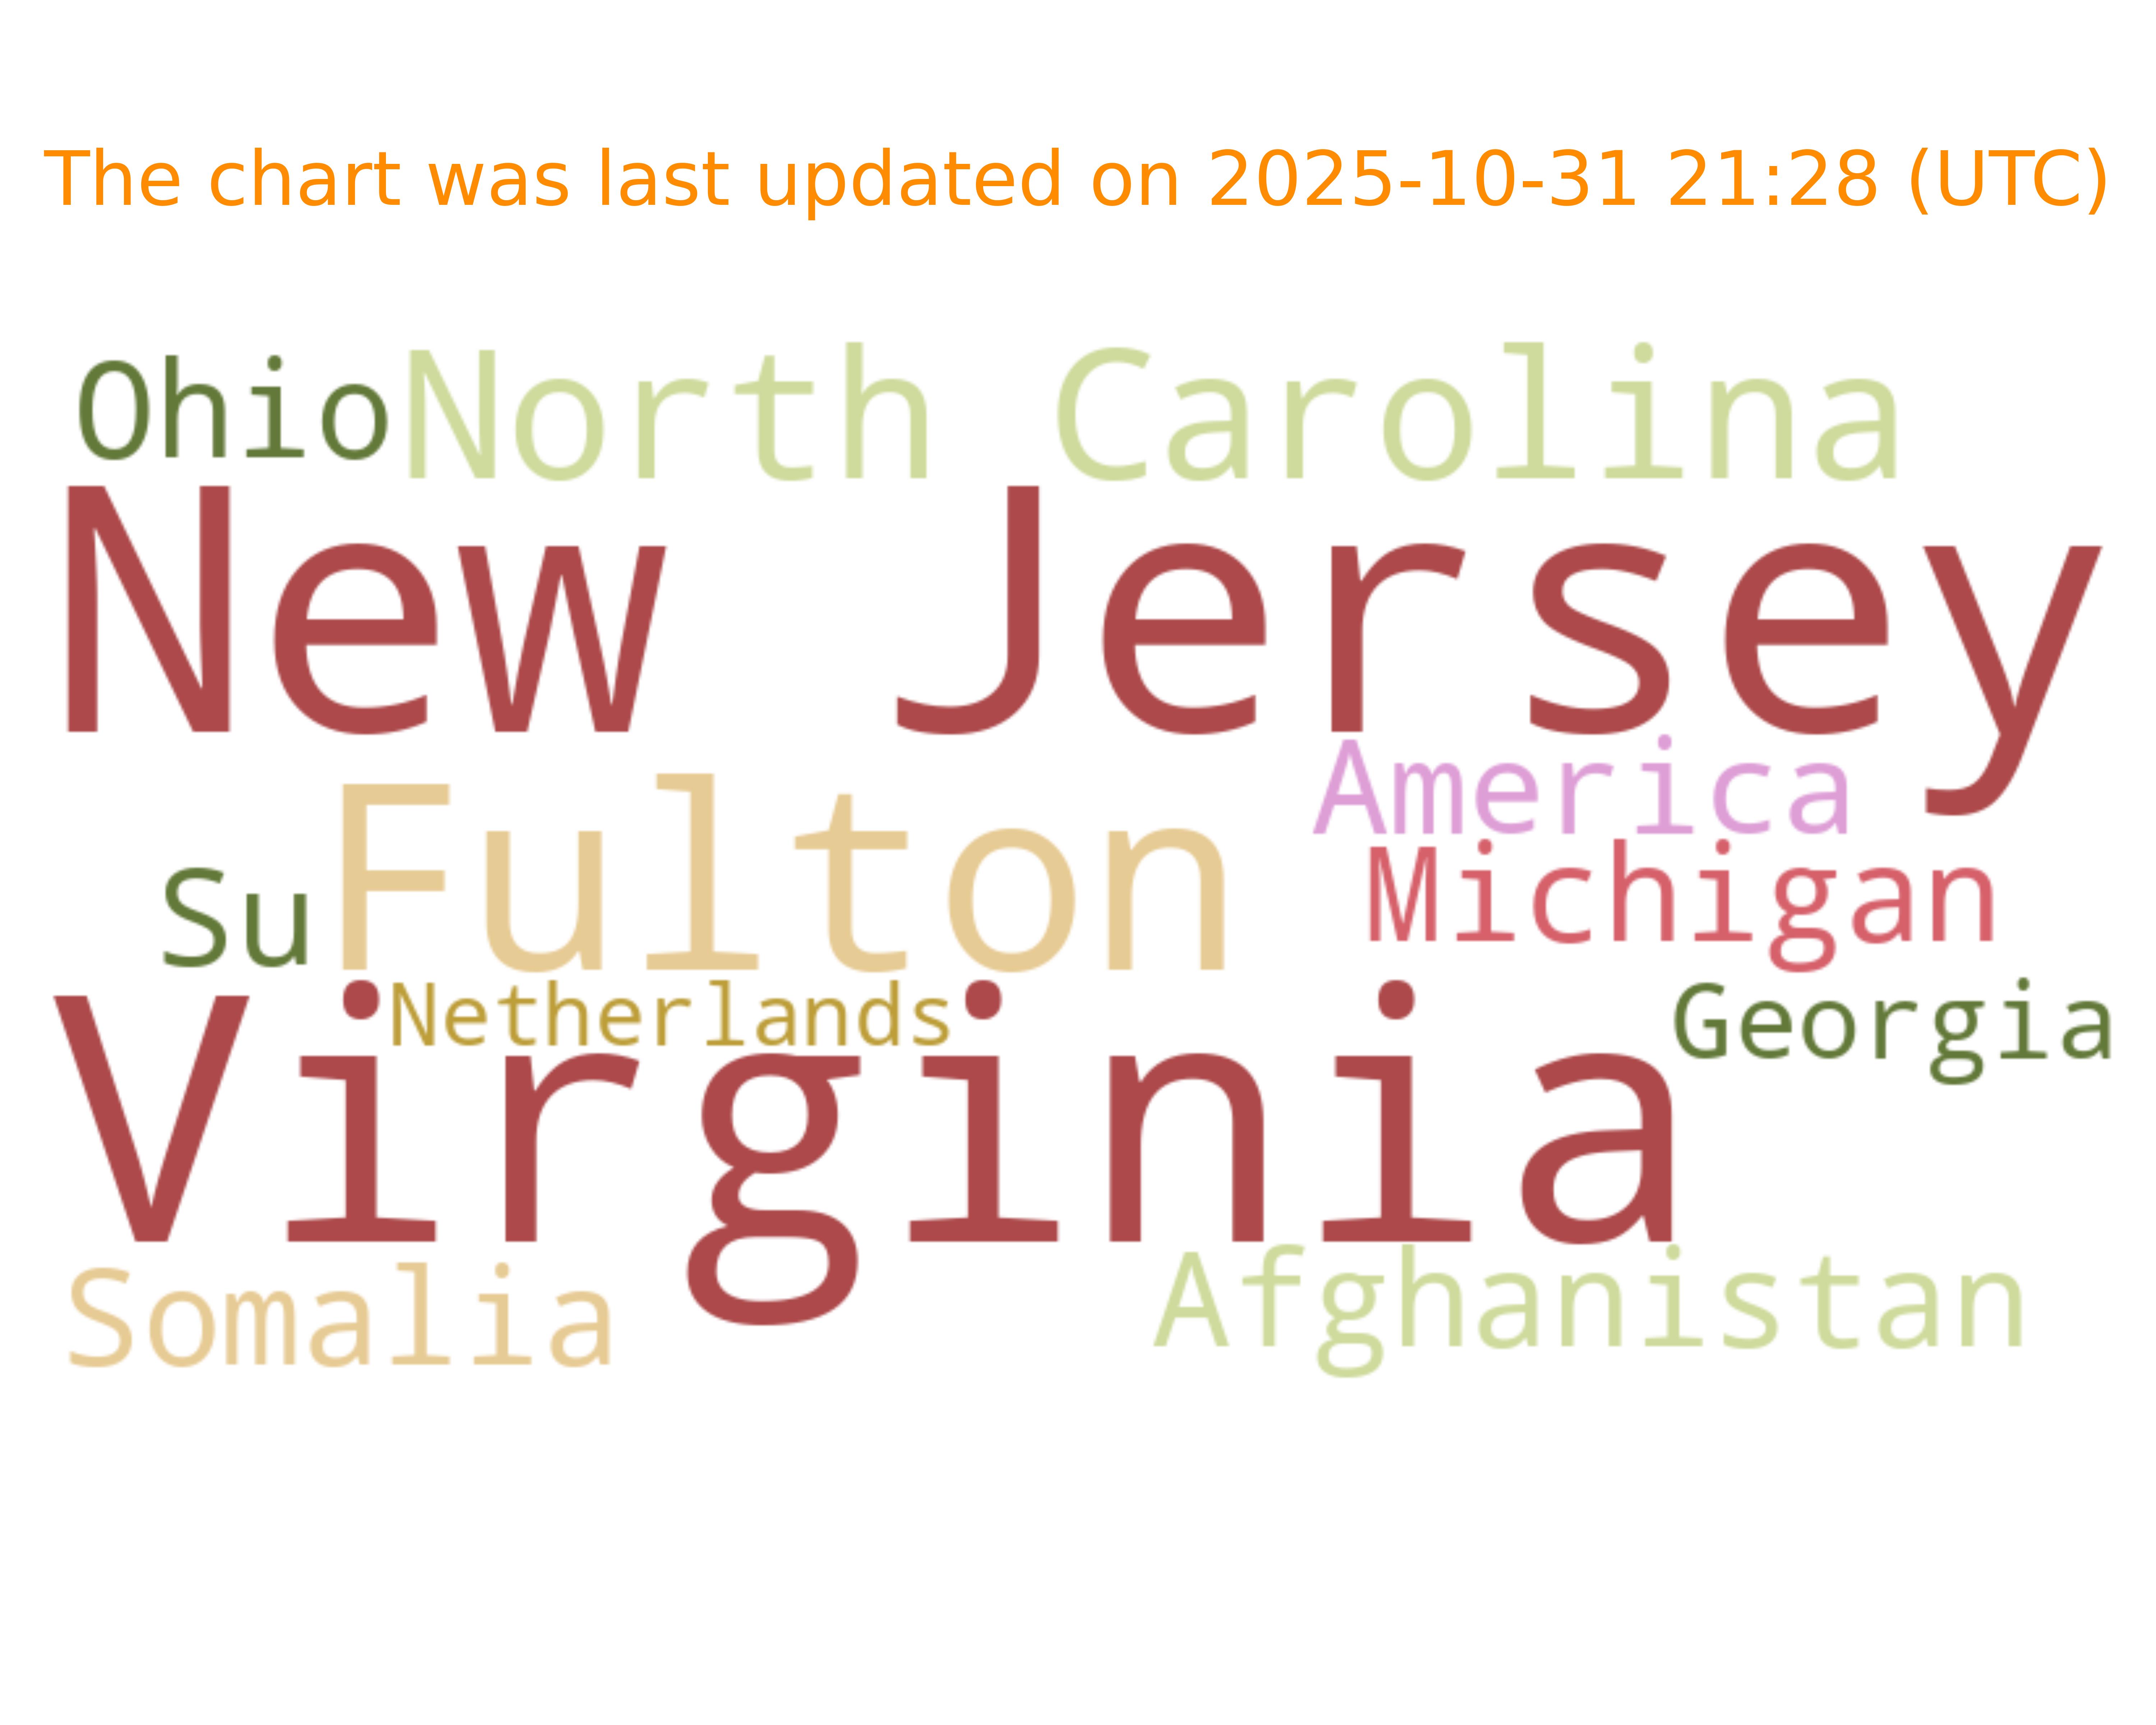 The chart was last updated on 2025-10-31 21:28 (UTC)
Ohio North Carolina
New Jersey
America
Su Fulton Michigan
Netherlands Georgia
Virginia
Somalia Afghanistan